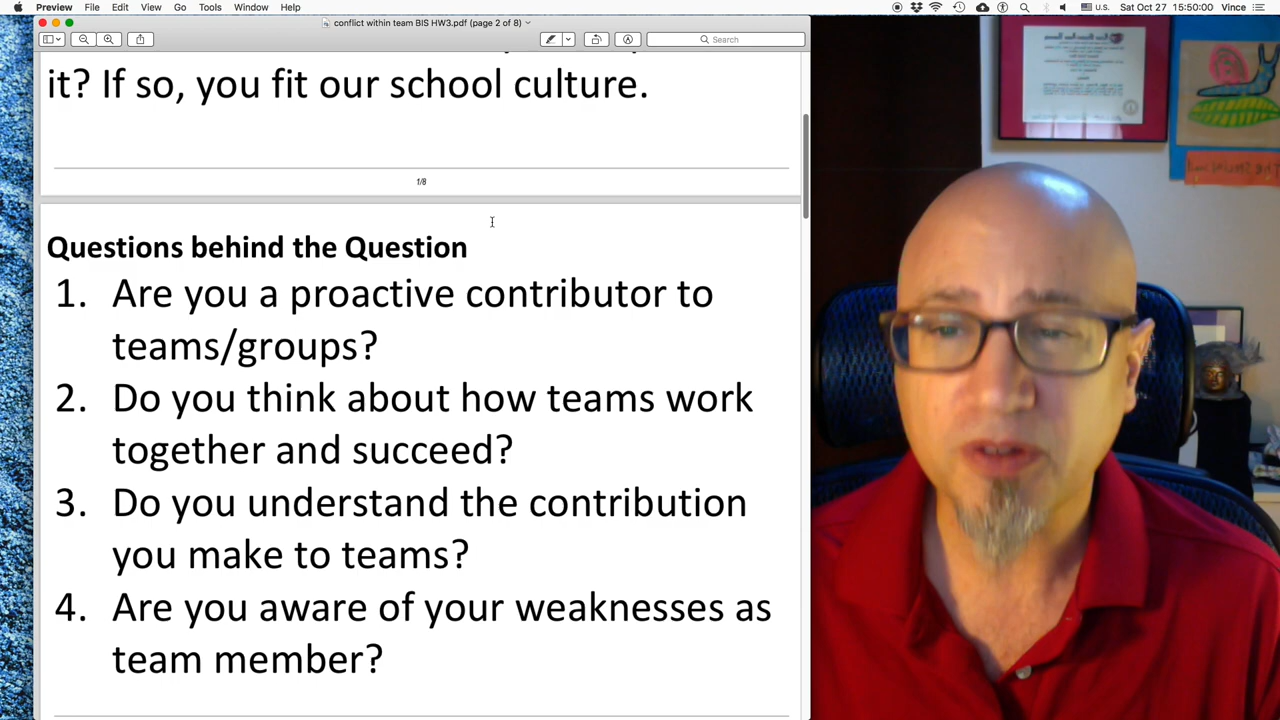 Preview File Edit View Go Tools Window Help U.S. Sat Oct 27 15:50:00 Vince
conflict within team BIS HW3.pdf (page 2 of 8)
Search
it? If so, you fit our school culture.
1/8
Questions behind the Question
1. Are you a proactive contributor to
teams/groups?
2. Do you think about how teams work
together and succeed?
3. Do you understand the contribution
you make to teams?
4. Are you aware of your weaknesses as
team member?